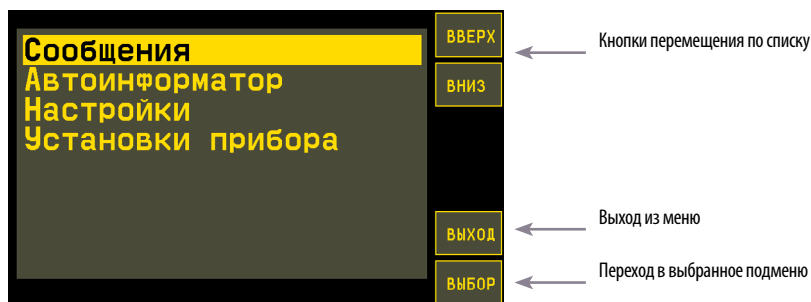 Сообщения
Автоинформатор
Настройки
Установки прибора
ВВЕРХ
ВНИЗ
ВЫХОД
ВЫБОР
Кнопки перемещения по списку
Выход из меню
Переход в выбранное подменю